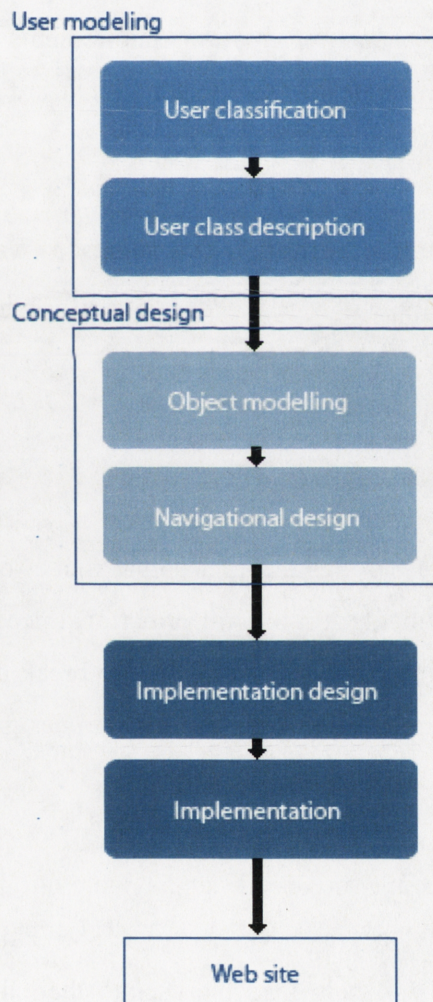 User modeling
User classification
User class description
Conceptual design
Object modelling
Navigational design
Implementation design
Implementation
Web site